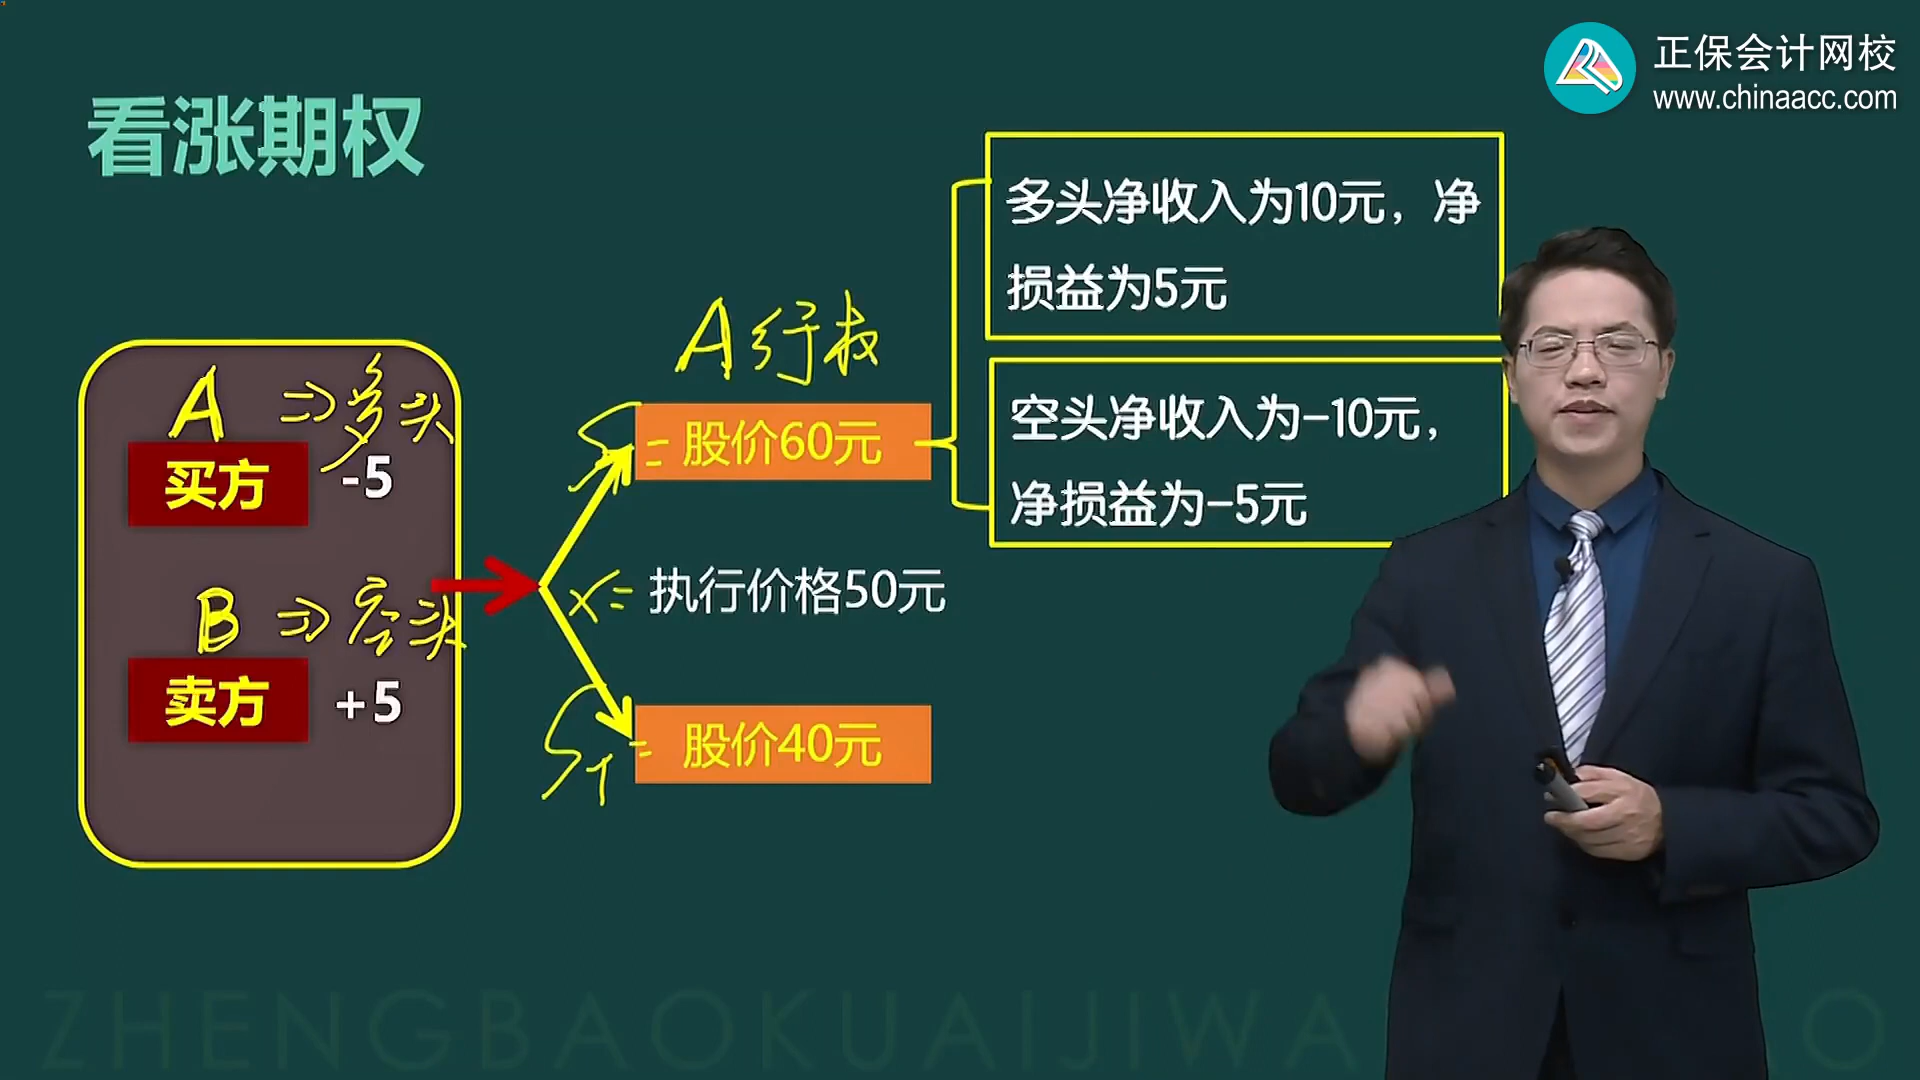 正保会计网校
www.chinaacc.com
看涨期权
多头净收入为10元，净
损益为5元
A行权
A ⇒ 多头
买方 -5
= 股价60元
空头净收入为-10元，
净损益为-5元
X= 执行价格50元
B ⇒ 空头
卖方 +5
= 股价40元
ZHENGBAOKUAIJIWA
O